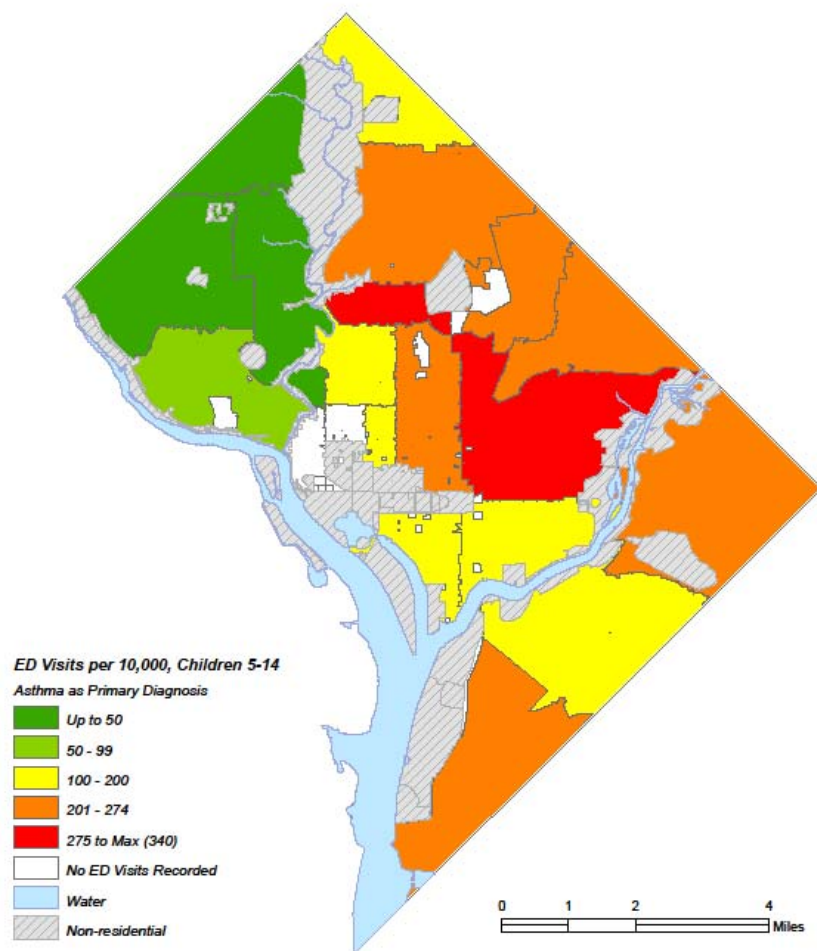 ED Visits per 10,000, Children 5-14
Asthma as Primary Diagnosis
Up to 50
50 - 99
100 - 200
201 - 274
275 to Max (340)
No ED Visits Recorded
Water
Non-residential
0 1 2 4
Miles